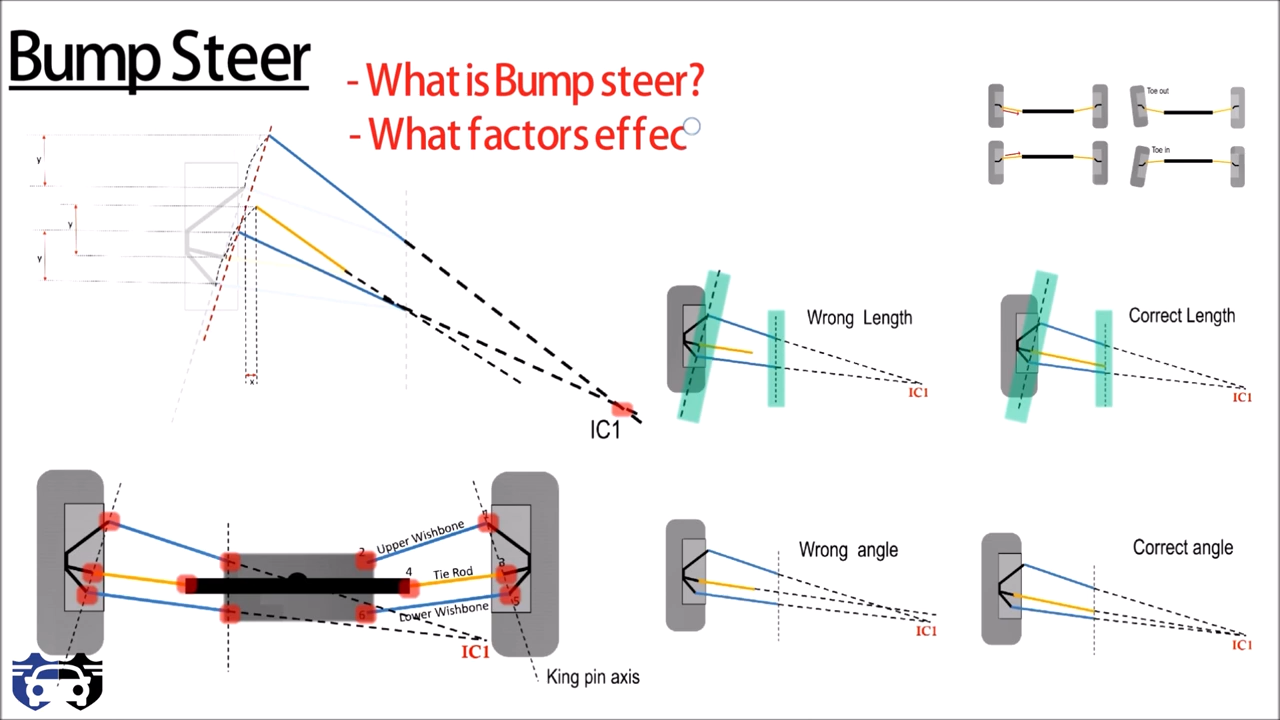 Bump Steer
- What is Bump steer?
- What factors effec
Toe out
Toe in
y
y
y
x
IC1
Wrong Length
IC1
Correct Length
IC1
2
Upper Wishbone
4
Tie Rod
6
Lower Wishbone
5
IC1
King pin axis
Wrong angle
IC1
Correct angle
IC1